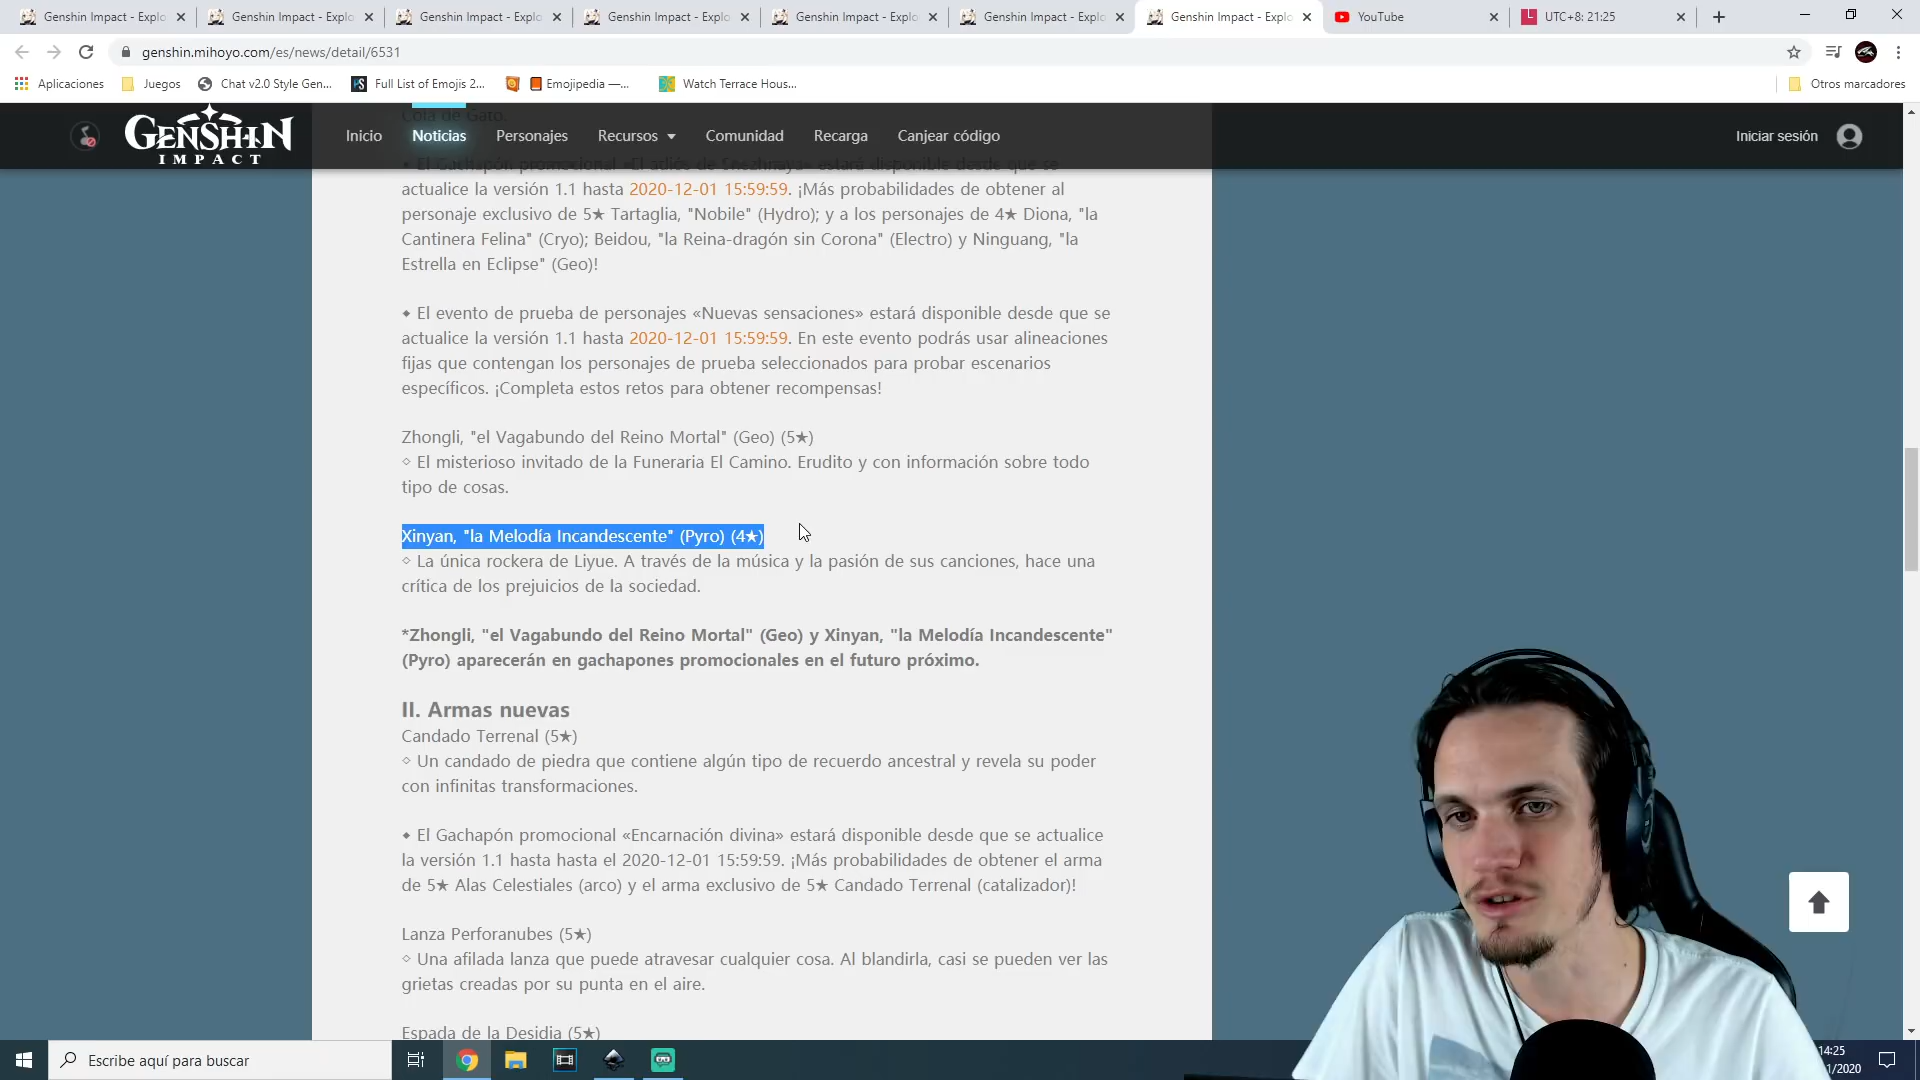 Genshin Impact - Explo
Genshin Impact - Explo
Genshin Impact - Explo
Genshin Impact - Explo
Genshin Impact - Explo
Genshin Impact - Explo
Genshin Impact - Explo
YouTube
UTC+8: 21:25
genshin.mihoyo.com/es/news/detail/6531
Aplicaciones
Juegos
Chat v2.0 Style Gen...
Full List of Emojis 2...
Emojipedia —...
Watch Terrace Hous...
Otros marcadores
GENSHIN
IMPACT
Inicio
Noticias
Personajes
Recursos
Comunidad
Recarga
Canjear código
Iniciar sesión
Cola de Gato.
◆ El Gachapón promocional «El adiós de Snezhnaya» estará disponible desde que se
actualice la versión 1.1 hasta 2020-12-01 15:59:59. ¡Más probabilidades de obtener al
personaje exclusivo de 5★ Tartaglia, "Nobile" (Hydro); y a los personajes de 4★ Diona, "la
Cantinera Felina" (Cryo); Beidou, "la Reina-dragón sin Corona" (Electro) y Ninguang, "la
Estrella en Eclipse" (Geo)!
◆ El evento de prueba de personajes «Nuevas sensaciones» estará disponible desde que se
actualice la versión 1.1 hasta 2020-12-01 15:59:59. En este evento podrás usar alineaciones
fijas que contengan los personajes de prueba seleccionados para probar escenarios
específicos. ¡Completa estos retos para obtener recompensas!
Zhongli, "el Vagabundo del Reino Mortal" (Geo) (5★)
◇ El misterioso invitado de la Funeraria El Camino. Erudito y con información sobre todo
tipo de cosas.
Xinyan, "la Melodía Incandescente" (Pyro) (4★)
◇ La única rockera de Liyue. A través de la música y la pasión de sus canciones, hace una
crítica de los prejuicios de la sociedad.
*Zhongli, "el Vagabundo del Reino Mortal" (Geo) y Xinyan, "la Melodía Incandescente"
(Pyro) aparecerán en gachapones promocionales en el futuro próximo.
II. Armas nuevas
Candado Terrenal (5★)
◇ Un candado de piedra que contiene algún tipo de recuerdo ancestral y revela su poder
con infinitas transformaciones.
◆ El Gachapón promocional «Encarnación divina» estará disponible desde que se actualice
la versión 1.1 hasta hasta el 2020-12-01 15:59:59. ¡Más probabilidades de obtener el arma
de 5★ Alas Celestiales (arco) y el arma exclusivo de 5★ Candado Terrenal (catalizador)!
Lanza Perforanubes (5★)
◇ Una afilada lanza que puede atravesar cualquier cosa. Al blandirla, casi se pueden ver las
grietas creadas por su punta en el aire.
Espada de la Desidia (5★)
Escribe aquí para buscar
14:25
1/2020